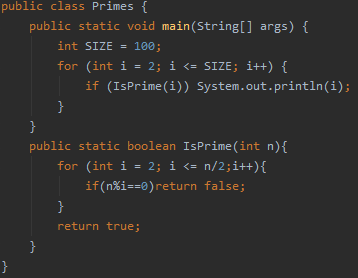 public class Primes {
    public static void main(String[] args) {
        int SIZE = 100;
        for (int i = 2; i <= SIZE; i++) {
            if (IsPrime(i)) System.out.println(i);
        }
    }
    public static boolean IsPrime(int n){
        for (int i = 2; i <= n/2;i++){
            if(n%i==0)return false;
        }
        return true;
    }
}